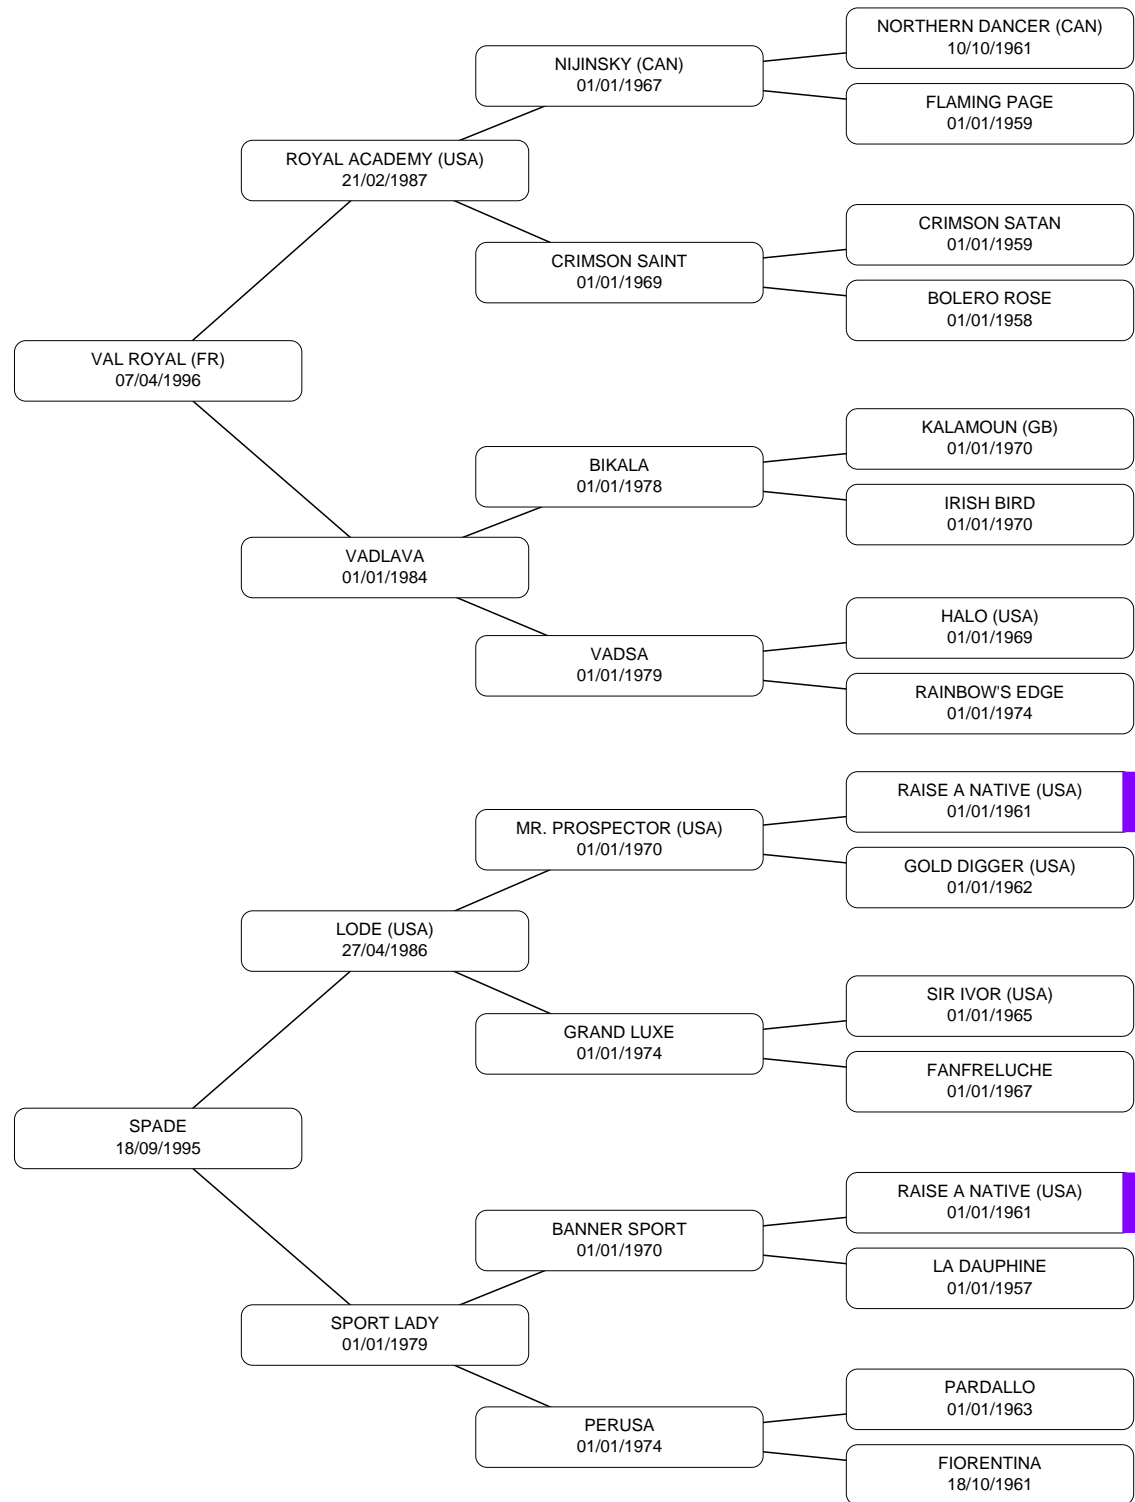 NORTHERN DANCER (CAN)
10/10/1961
NIJINSKY (CAN)
01/01/1967
FLAMING PAGE
01/01/1959
ROYAL ACADEMY (USA)
21/02/1987
CRIMSON SATAN
01/01/1959
CRIMSON SAINT
01/01/1969
BOLERO ROSE
01/01/1958
VAL ROYAL (FR)
07/04/1996
KALAMOUN (GB)
01/01/1970
BIKALA
01/01/1978
IRISH BIRD
01/01/1970
VADLAVA
01/01/1984
HALO (USA)
01/01/1969
VADSA
01/01/1979
RAINBOW'S EDGE
01/01/1974
RAISE A NATIVE (USA)
01/01/1961
MR. PROSPECTOR (USA)
01/01/1970
GOLD DIGGER (USA)
01/01/1962
LODE (USA)
27/04/1986
SIR IVOR (USA)
01/01/1965
GRAND LUXE
01/01/1974
FANFRELUCHE
01/01/1967
SPADE
18/09/1995
RAISE A NATIVE (USA)
01/01/1961
BANNER SPORT
01/01/1970
LA DAUPHINE
01/01/1957
SPORT LADY
01/01/1979
PARDALLO
01/01/1963
PERUSA
01/01/1974
FIORENTINA
18/10/1961